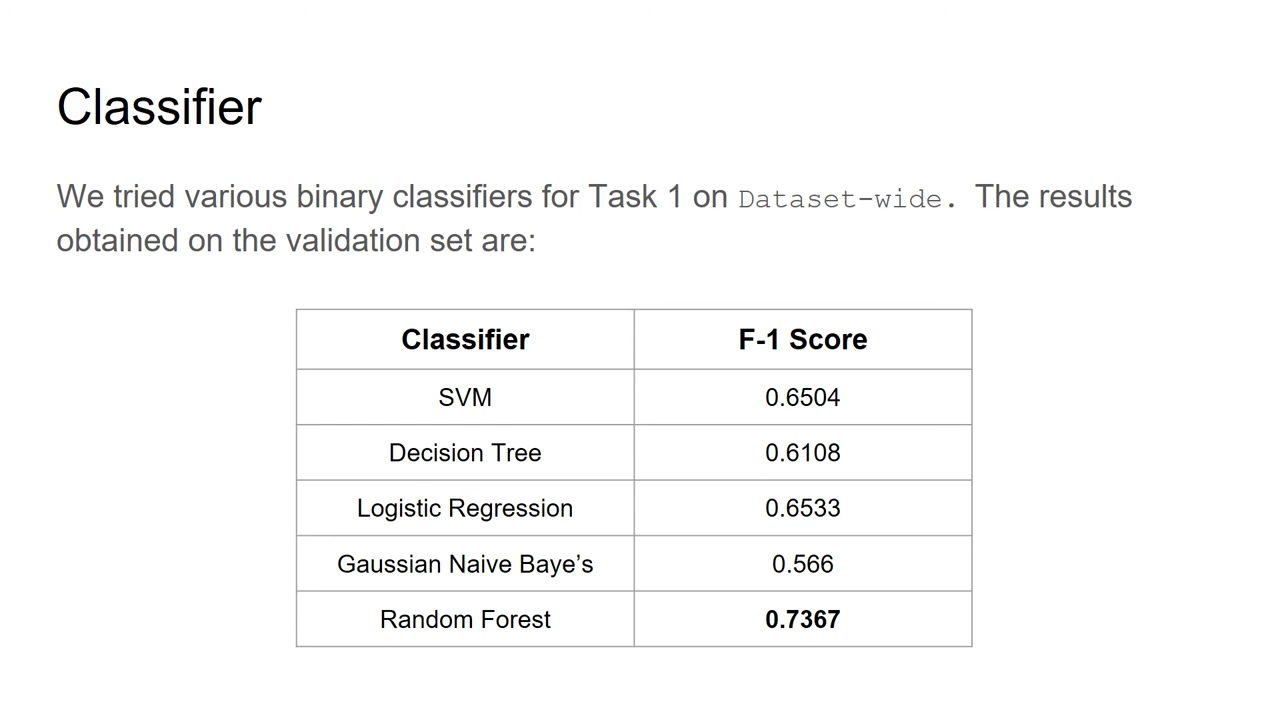 Classifier
We tried various binary classifiers for Task 1 on Dataset-wide. The results
obtained on the validation set are:
Classifier F-1 Score
SVM 0.6504
Decision Tree 0.6108
Logistic Regression 0.6533
Gaussian Naive Baye’s 0.566
Random Forest 0.7367